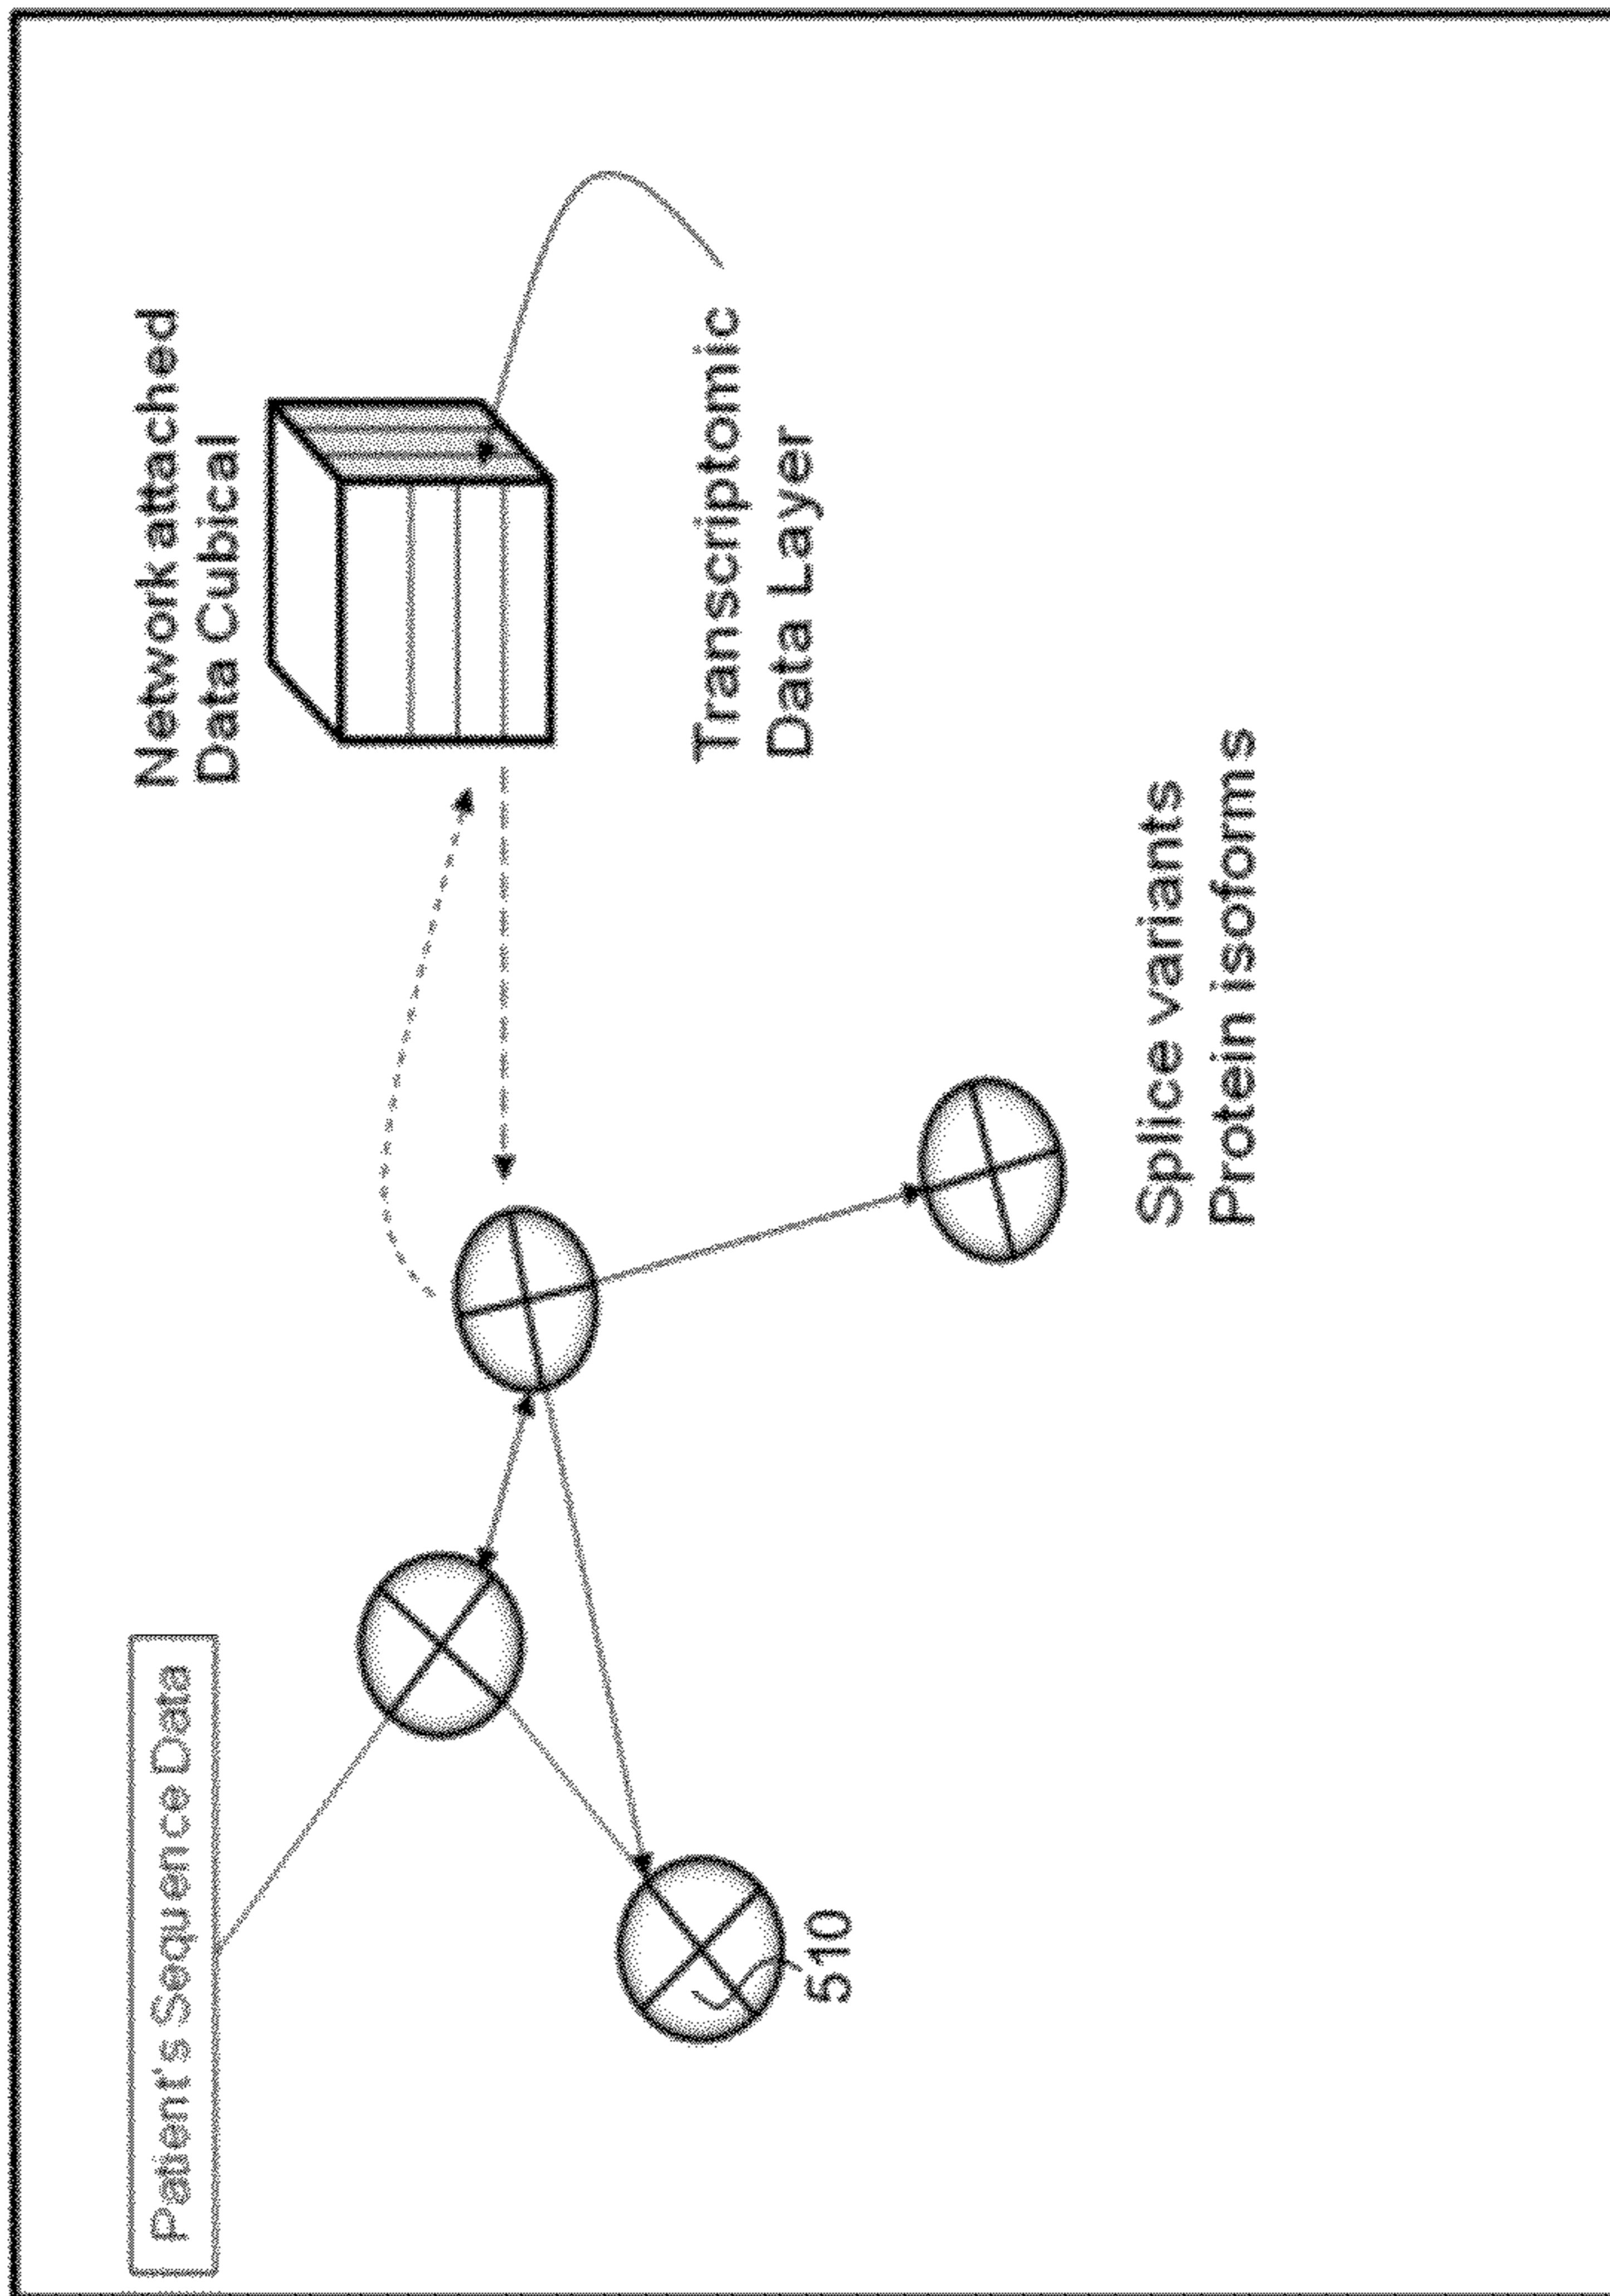 Patient's Sequence Data
Network attached
Data Cubical
Transcriptomic
Data Layer
510
Splice variants
Protein isoforms